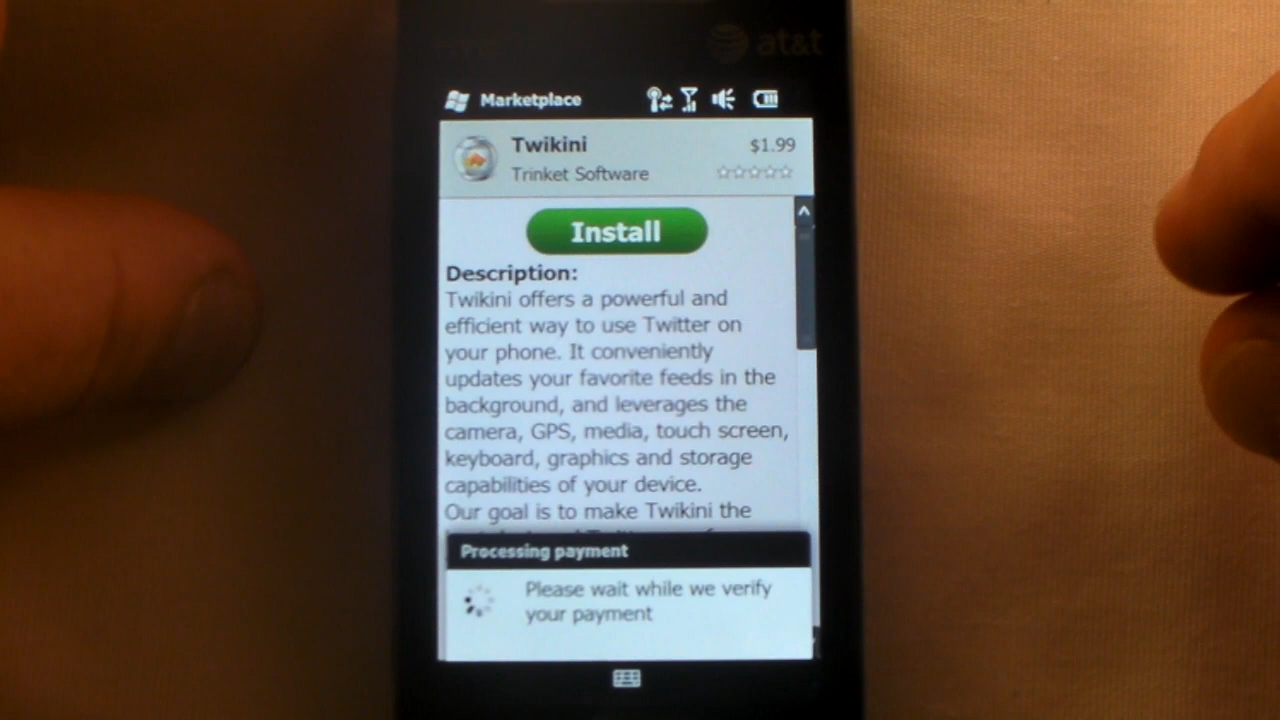 at&t
Marketplace
Twikini
$1.99
Trinket Software
Install
Description:
Twikini offers a powerful and
efficient way to use Twitter on
your phone. It conveniently
updates your favorite feeds in the
background, and leverages the
camera, GPS, media, touch screen,
keyboard, graphics and storage
capabilities of your device.
Our goal is to make Twikini the
Processing payment
Please wait while we verify
your payment